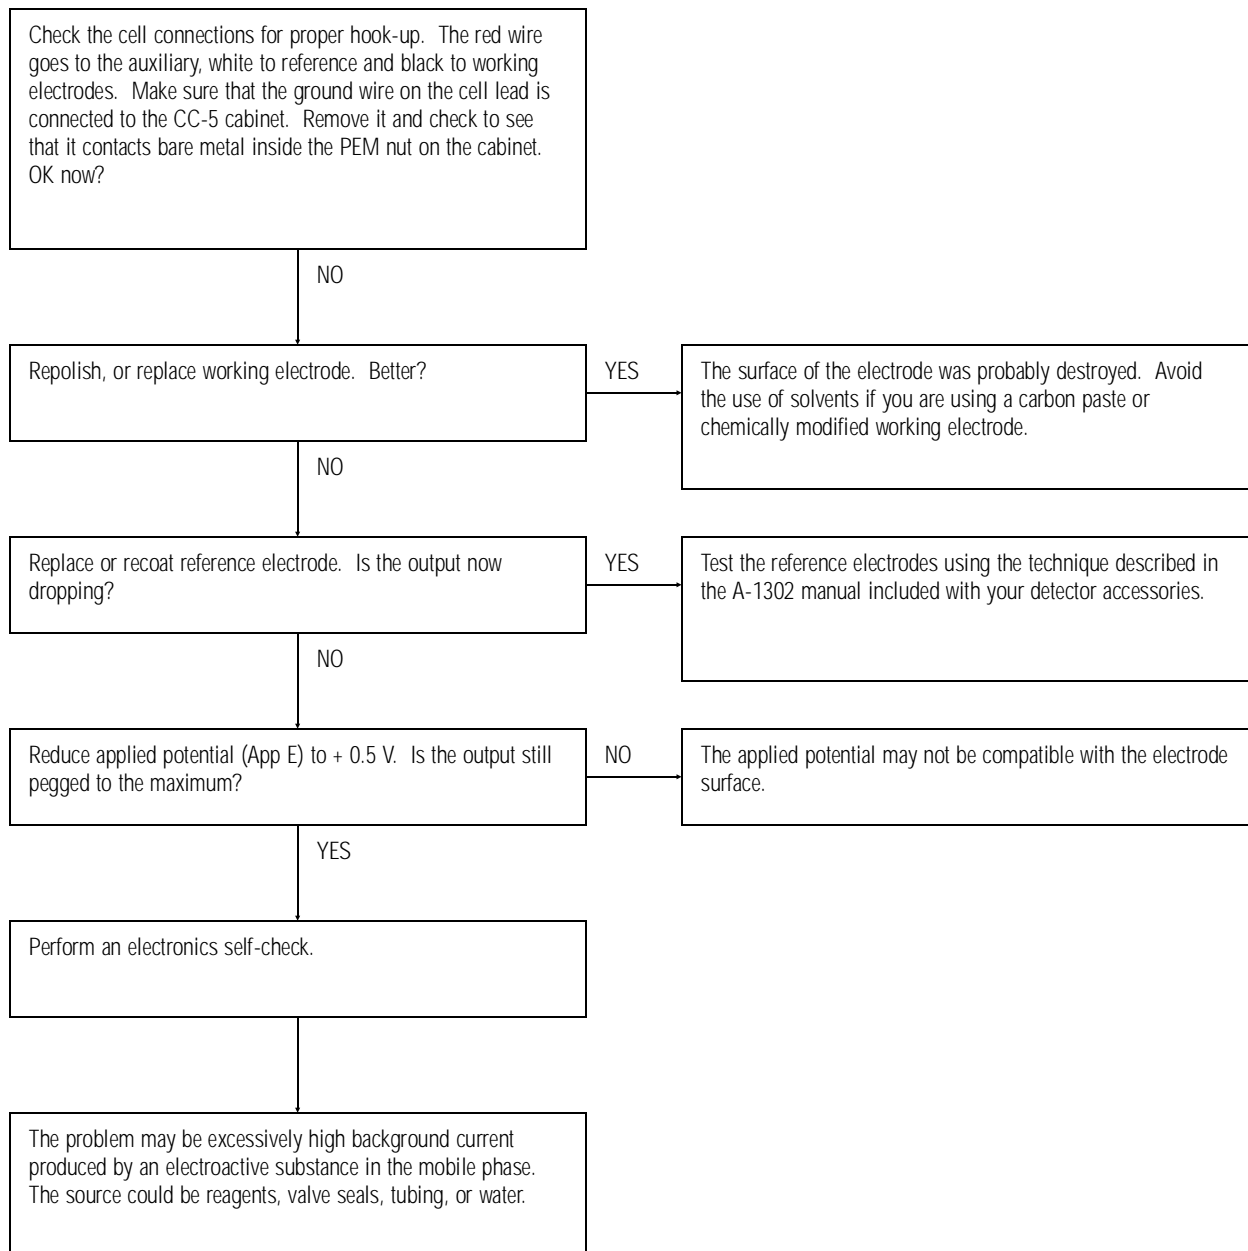 Check the cell connections for proper hook-up. The red wire
goes to the auxiliary, white to reference and black to working
electrodes. Make sure that the ground wire on the cell lead is
connected to the CC-5 cabinet. Remove it and check to see
that it contacts bare metal inside the PEM nut on the cabinet.
OK now?
NO
Repolish, or replace working electrode. Better?
YES
The surface of the electrode was probably destroyed. Avoid
the use of solvents if you are using a carbon paste or
chemically modified working electrode.
NO
Replace or recoat reference electrode. Is the output now
dropping?
YES
Test the reference electrodes using the technique described in
the A-1302 manual included with your detector accessories.
NO
Reduce applied potential (App E) to + 0.5 V. Is the output still
pegged to the maximum?
NO
The applied potential may not be compatible with the electrode
surface.
YES
Perform an electronics self-check.
The problem may be excessively high background current
produced by an electroactive substance in the mobile phase.
The source could be reagents, valve seals, tubing, or water.